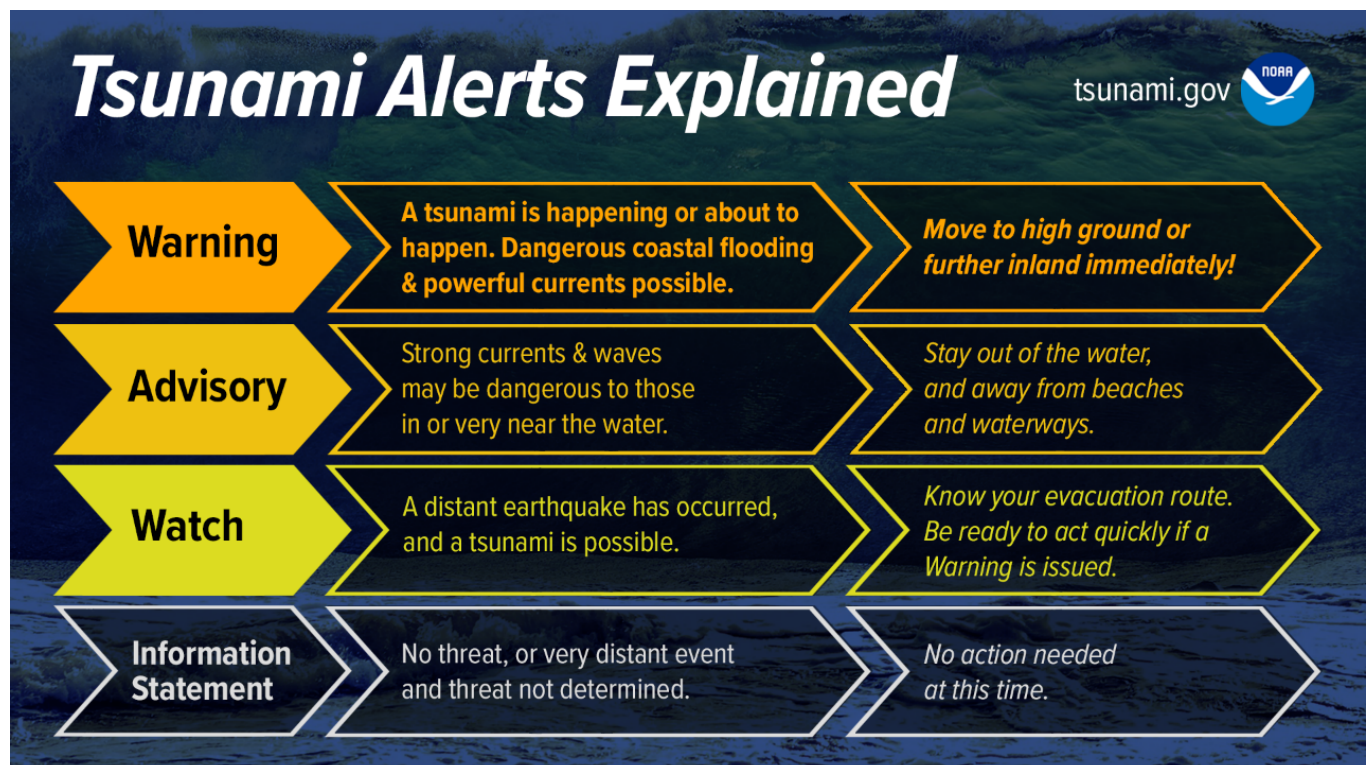 Tsunami Alerts Explained
tsunami.gov
NOAA
Warning
A tsunami is happening or about to
happen. Dangerous coastal flooding
& powerful currents possible.
Move to high ground or
further inland immediately!
Advisory
Strong currents & waves
may be dangerous to those
in or very near the water.
Stay out of the water,
and away from beaches
and waterways.
Watch
A distant earthquake has occurred,
and a tsunami is possible.
Know your evacuation route.
Be ready to act quickly if a
Warning is issued.
Information
Statement
No threat, or very distant event
and threat not determined.
No action needed
at this time.